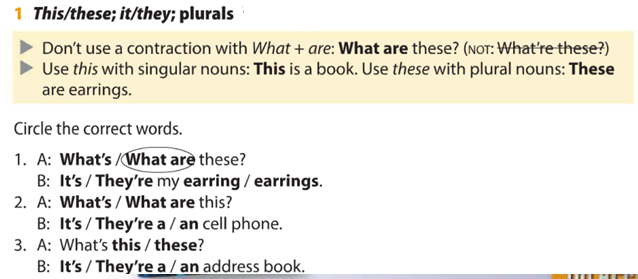 1 This/these; it/they; plurals
▶ Don't use a contraction with What + are: What are these? (NOT: What're these?)
▶ Use this with singular nouns: This is a book. Use these with plural nouns: These
are earrings.
Circle the correct words.
1. A: What's / What are these?
B: It's / They're my earring / earrings.
2. A: What's / What are this?
B: It's / They're a / an cell phone.
3. A: What's this / these?
B: It's / They're a / an address book.